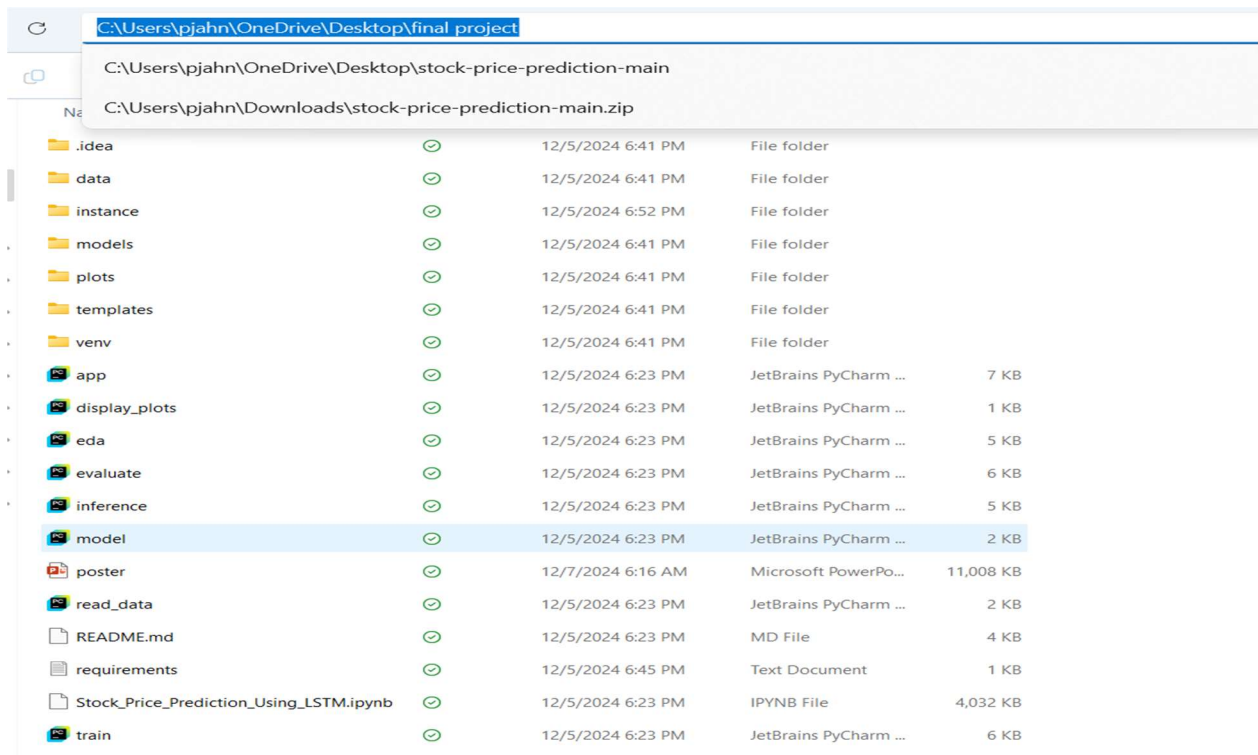 C:\Users\pjahn\OneDrive\Desktop\final project
C:\Users\pjahn\OneDrive\Desktop\stock-price-prediction-main
C:\Users\pjahn\Downloads\stock-price-prediction-main.zip
Na
.idea 12/5/2024 6:41 PM File folder
data 12/5/2024 6:41 PM File folder
instance 12/5/2024 6:52 PM File folder
models 12/5/2024 6:41 PM File folder
plots 12/5/2024 6:41 PM File folder
templates 12/5/2024 6:41 PM File folder
venv 12/5/2024 6:41 PM File folder
app 12/5/2024 6:23 PM JetBrains PyCharm ... 7 KB
display_plots 12/5/2024 6:23 PM JetBrains PyCharm ... 1 KB
eda 12/5/2024 6:23 PM JetBrains PyCharm ... 5 KB
evaluate 12/5/2024 6:23 PM JetBrains PyCharm ... 6 KB
inference 12/5/2024 6:23 PM JetBrains PyCharm ... 5 KB
model 12/5/2024 6:23 PM JetBrains PyCharm ... 2 KB
poster 12/7/2024 6:16 AM Microsoft PowerPo... 11,008 KB
read_data 12/5/2024 6:23 PM JetBrains PyCharm ... 2 KB
README.md 12/5/2024 6:23 PM MD File 4 KB
requirements 12/5/2024 6:45 PM Text Document 1 KB
Stock_Price_Prediction_Using_LSTM.ipynb 12/5/2024 6:23 PM IPYNB File 4,032 KB
train 12/5/2024 6:23 PM JetBrains PyCharm ... 6 KB